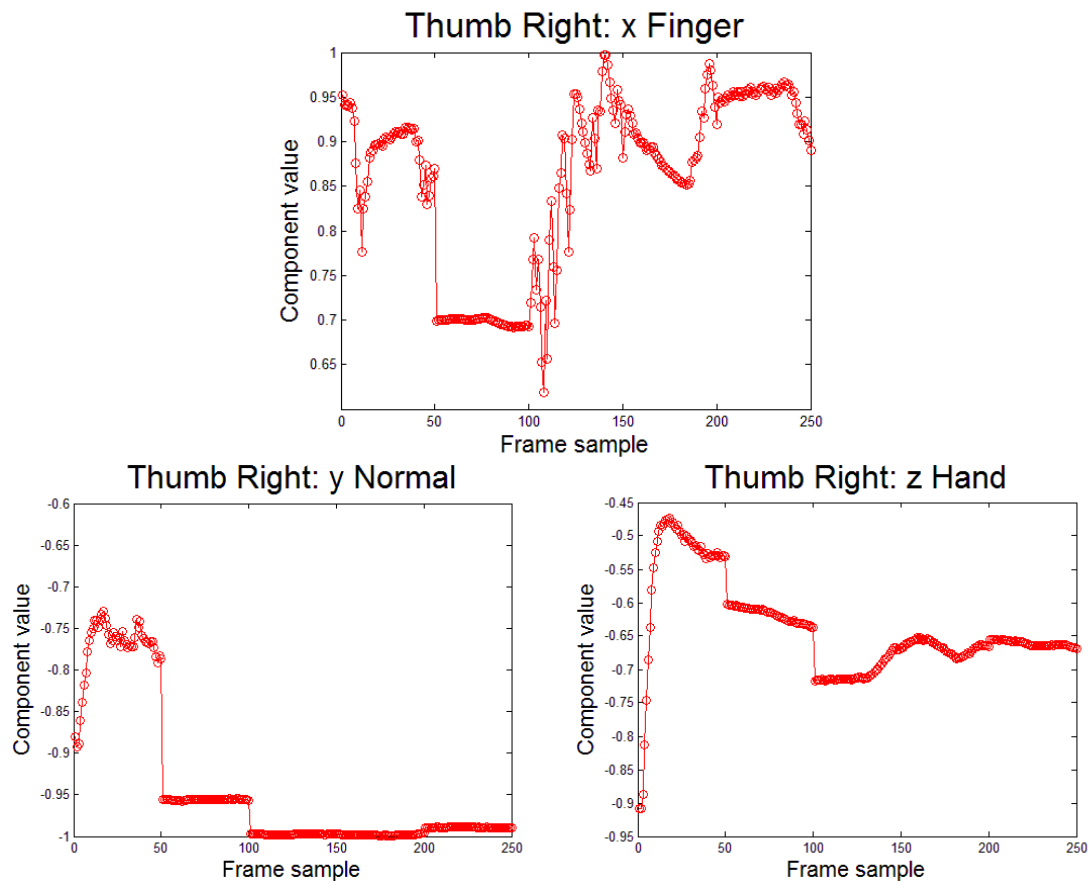 Thumb Right: x Finger
Component value
1
0.95
0.9
0.85
0.8
0.75
0.7
0.65
0 50 100 150 200 250
Frame sample
Thumb Right: y Normal
Component value
-0.6
-0.65
-0.7
-0.75
-0.8
-0.85
-0.9
-0.95
-1
0 50 100 150 200 250
Frame sample
Thumb Right: z Hand
Component value
-0.45
-0.5
-0.55
-0.6
-0.65
-0.7
-0.75
-0.8
-0.85
-0.9
-0.95
0 50 100 150 200 250
Frame sample